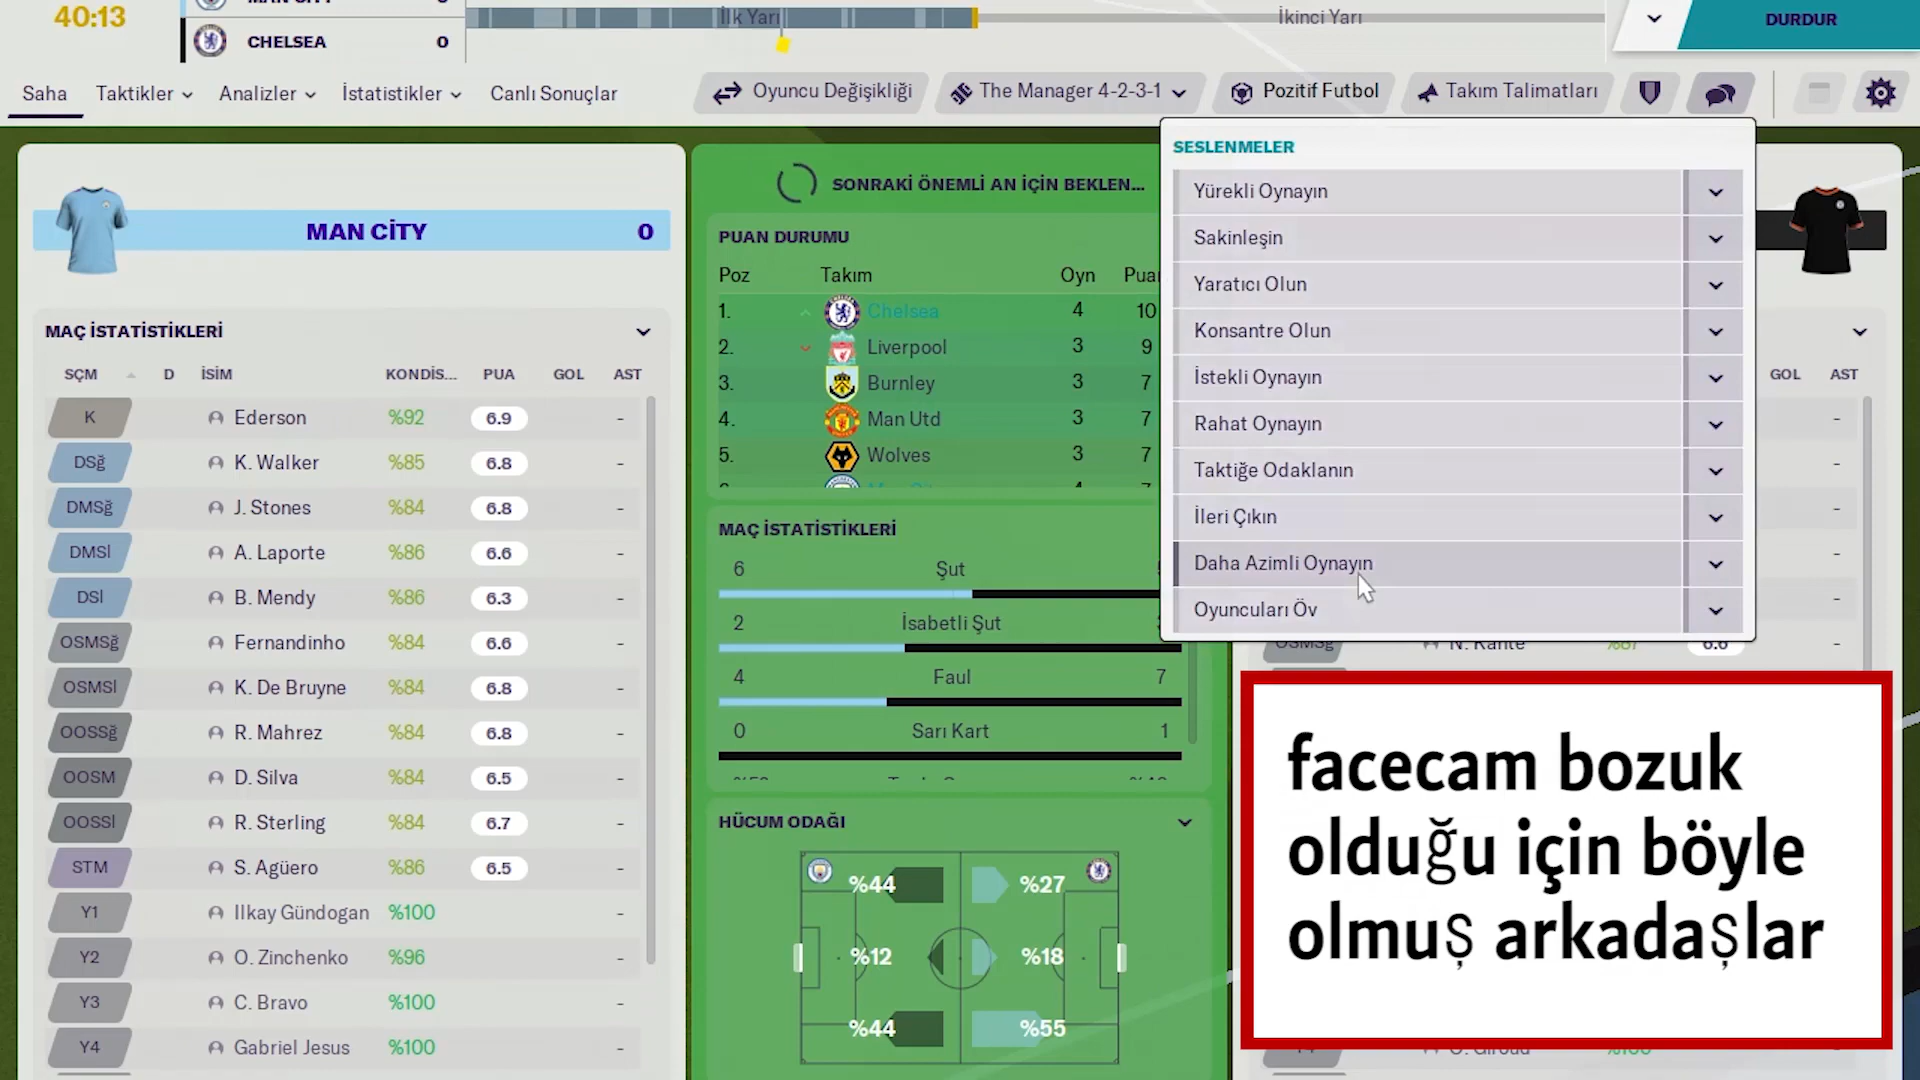 40:13
CHELSEA 0
İlk Yarı
İkinci Yarı
DURDUR
Saha
Taktikler
Analizler
İstatistikler
Canlı Sonuçlar
Oyuncu Değişikliği
The Manager 4-2-3-1
Pozitif Futbol
Takım Talimatları
MAN CİTY 0
MAÇ İSTATİSTİKLERİ
SÇM D İSİM KONDİS... PUA GOL AST
K Ederson %92 6.9 -
DSğ K. Walker %85 6.8 -
DMSğ J. Stones %84 6.8 -
DMSl A. Laporte %86 6.6 -
DSl B. Mendy %86 6.3 -
OSMSğ Fernandinho %84 6.6 -
OSMSl K. De Bruyne %84 6.8 -
OOSSğ R. Mahrez %84 6.8 -
OOSM D. Silva %84 6.5 -
OOSSl R. Sterling %84 6.7 -
STM S. Agüero %86 6.5 -
Y1 Ilkay Gündogan %100 -
Y2 O. Zinchenko %96 -
Y3 C. Bravo %100 -
Y4 Gabriel Jesus %100 -
SONRAKİ ÖNEMLİ AN İÇİN BEKLEN...
PUAN DURUMU
Poz Takım Oyn Puan
1. Chelsea 4 10
2. Liverpool 3 9
3. Burnley 3 7
4. Man Utd 3 7
5. Wolves 3 7
MAÇ İSTATİSTİKLERİ
6 Şut
2 İsabetli Şut
4 Faul 7
0 Sarı Kart 1
HÜCUM ODAĞI
%44 %27
%12 %18
%44 %55
SESLENMELER
Yürekli Oynayın
Sakinleşin
Yaratıcı Olun
Konsantre Olun
İstekli Oynayın
Rahat Oynayın
Taktiğe Odaklanın
İleri Çıkın
Daha Azimli Oynayın
Oyuncuları Öv
GOL AST
OSMSğ N. Kanté %87 6.6 -
facecam bozuk
olduğu için böyle
olmuş arkadaşlar
O. Giroud %100